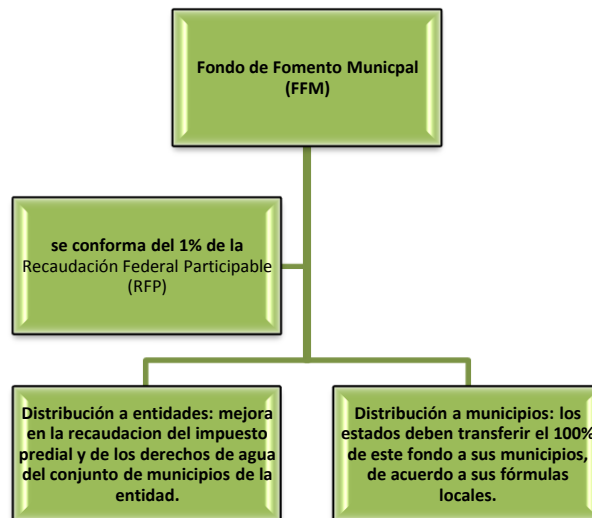 Fondo de Fomento Municpal
(FFM)
se conforma del 1% de la
Recaudación Federal Participable
(RFP)
Distribución a entidades: mejora
en la recaudacion del impuesto
predial y de los derechos de agua
del conjunto de municipios de la
entidad.
Distribución a municipios: los
estados deben transferir el 100%
de este fondo a sus municipios,
de acuerdo a sus fórmulas
locales.